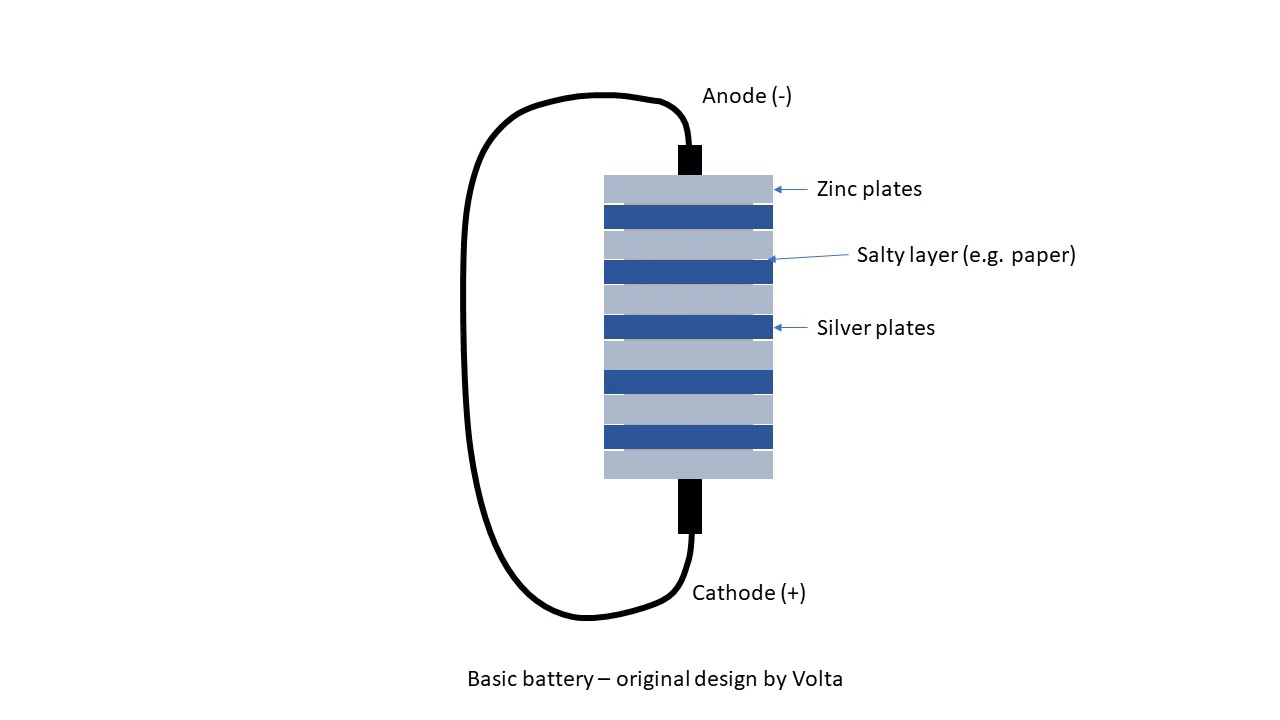 Anode (-)
Zinc plates
Salty layer (e.g. paper)
Silver plates
Cathode (+)
Basic battery – original design by Volta